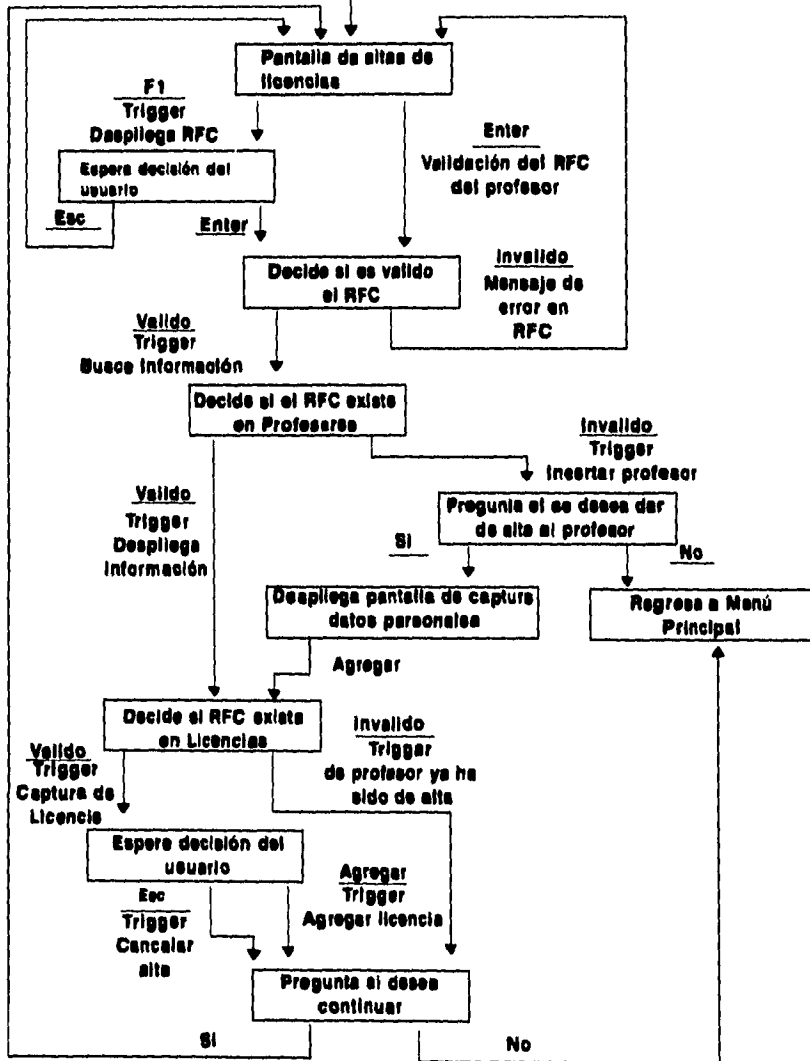 Pantalla de altas de
licencias
F1
Trigger
Despliega RFC
Enter
Validación del RFC
del profesor
Espera decisión del
usuario
Esc
Enter
Decide si es valido
el RFC
Invalido
Mensaje de
error en
RFC
Valido
Trigger
Busca Información
Decide si el RFC existe
en Profesores
Invalido
Trigger
Insertar profesor
Valido
Trigger
Despliega
Información
Pregunta si se desea dar
de alta al profesor
Si
No
Despliega pantalla de captura
datos personales
Regresa a Menú
Principal
Agregar
Decide si RFC existe
en Licencias
Invalido
Trigger
de profesor ya ha
sido de alta
Valido
Trigger
Captura de
Licencia
Espera decisión del
usuario
Esc
Trigger
Cancelar
alta
Agregar
Trigger
Agregar licencia
Pregunta si desea
continuar
Si
No